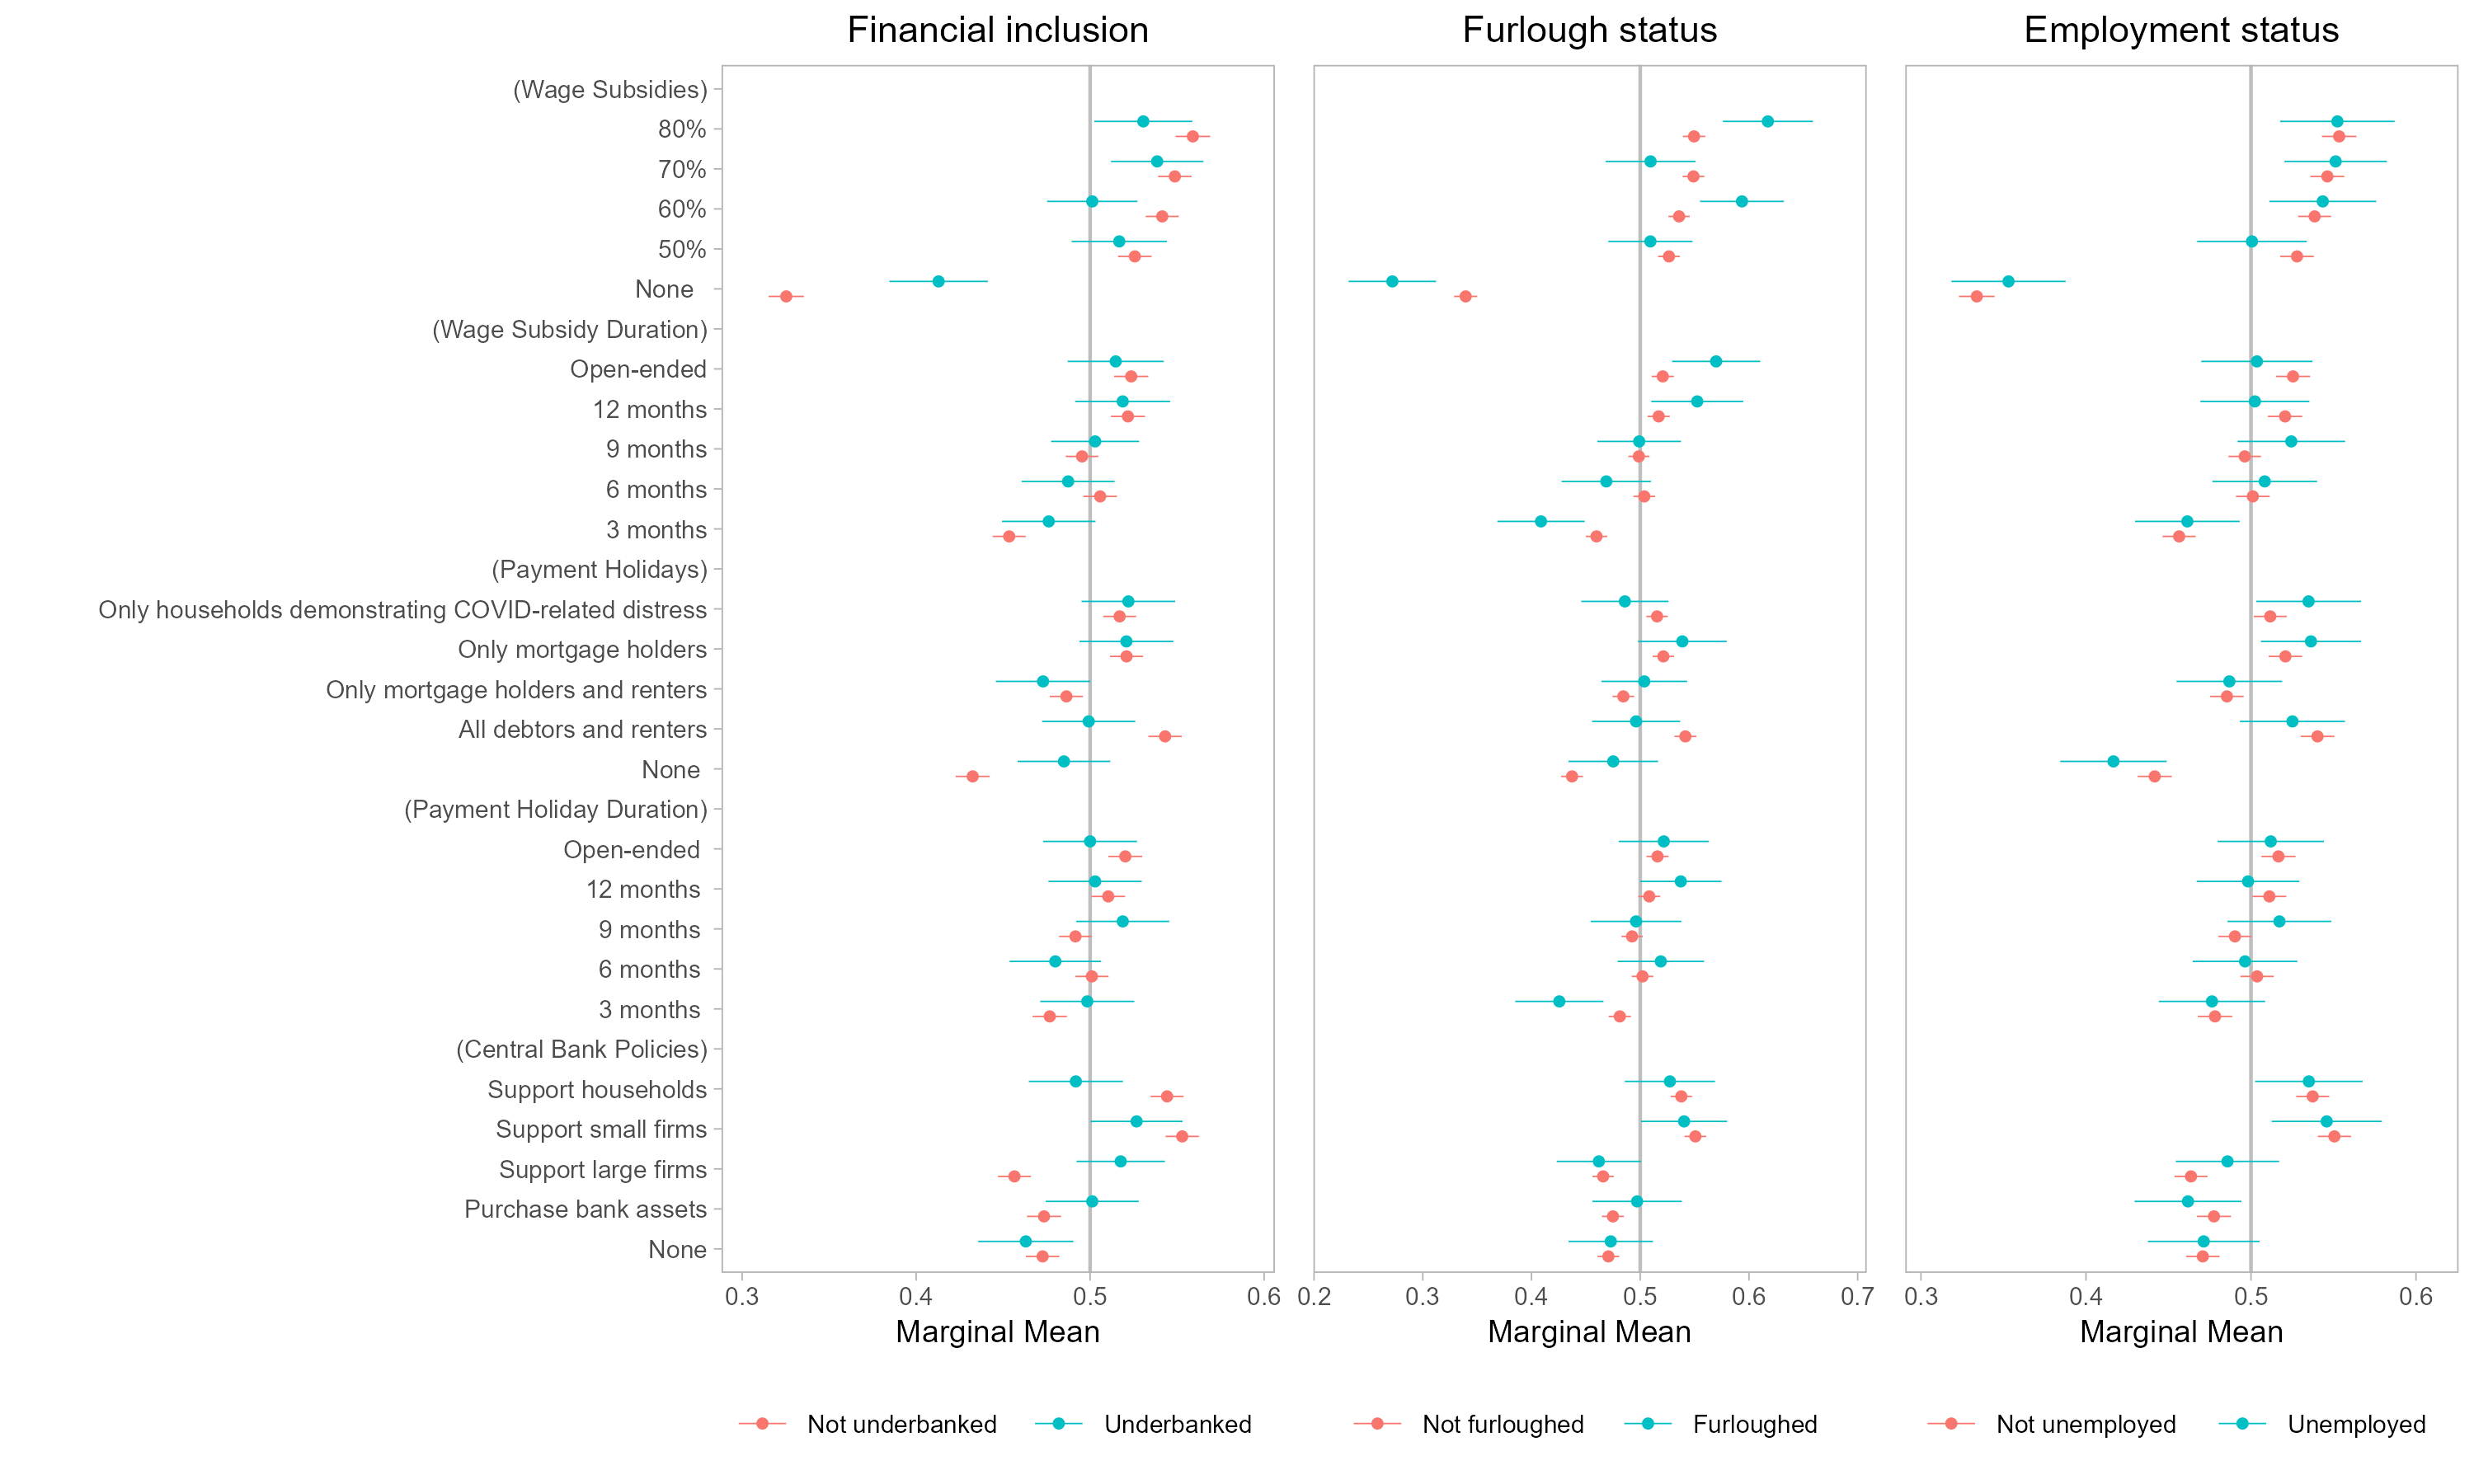 Financial inclusion
Furlough status
Employment status
(Wage Subsidies)
80%
70%
60%
50%
None
(Wage Subsidy Duration)
Open-ended
12 months
9 months
6 months
3 months
(Payment Holidays)
Only households demonstrating COVID-related distress
Only mortgage holders
Only mortgage holders and renters
All debtors and renters
None
(Payment Holiday Duration)
Open-ended
12 months
9 months
6 months
3 months
(Central Bank Policies)
Support households
Support small firms
Support large firms
Purchase bank assets
None
0.3 0.4 0.5 0.6
0.2 0.3 0.4 0.5 0.6 0.7
0.3 0.4 0.5 0.6
Marginal Mean
Marginal Mean
Marginal Mean
Not underbanked Underbanked
Not furloughed Furloughed
Not unemployed Unemployed